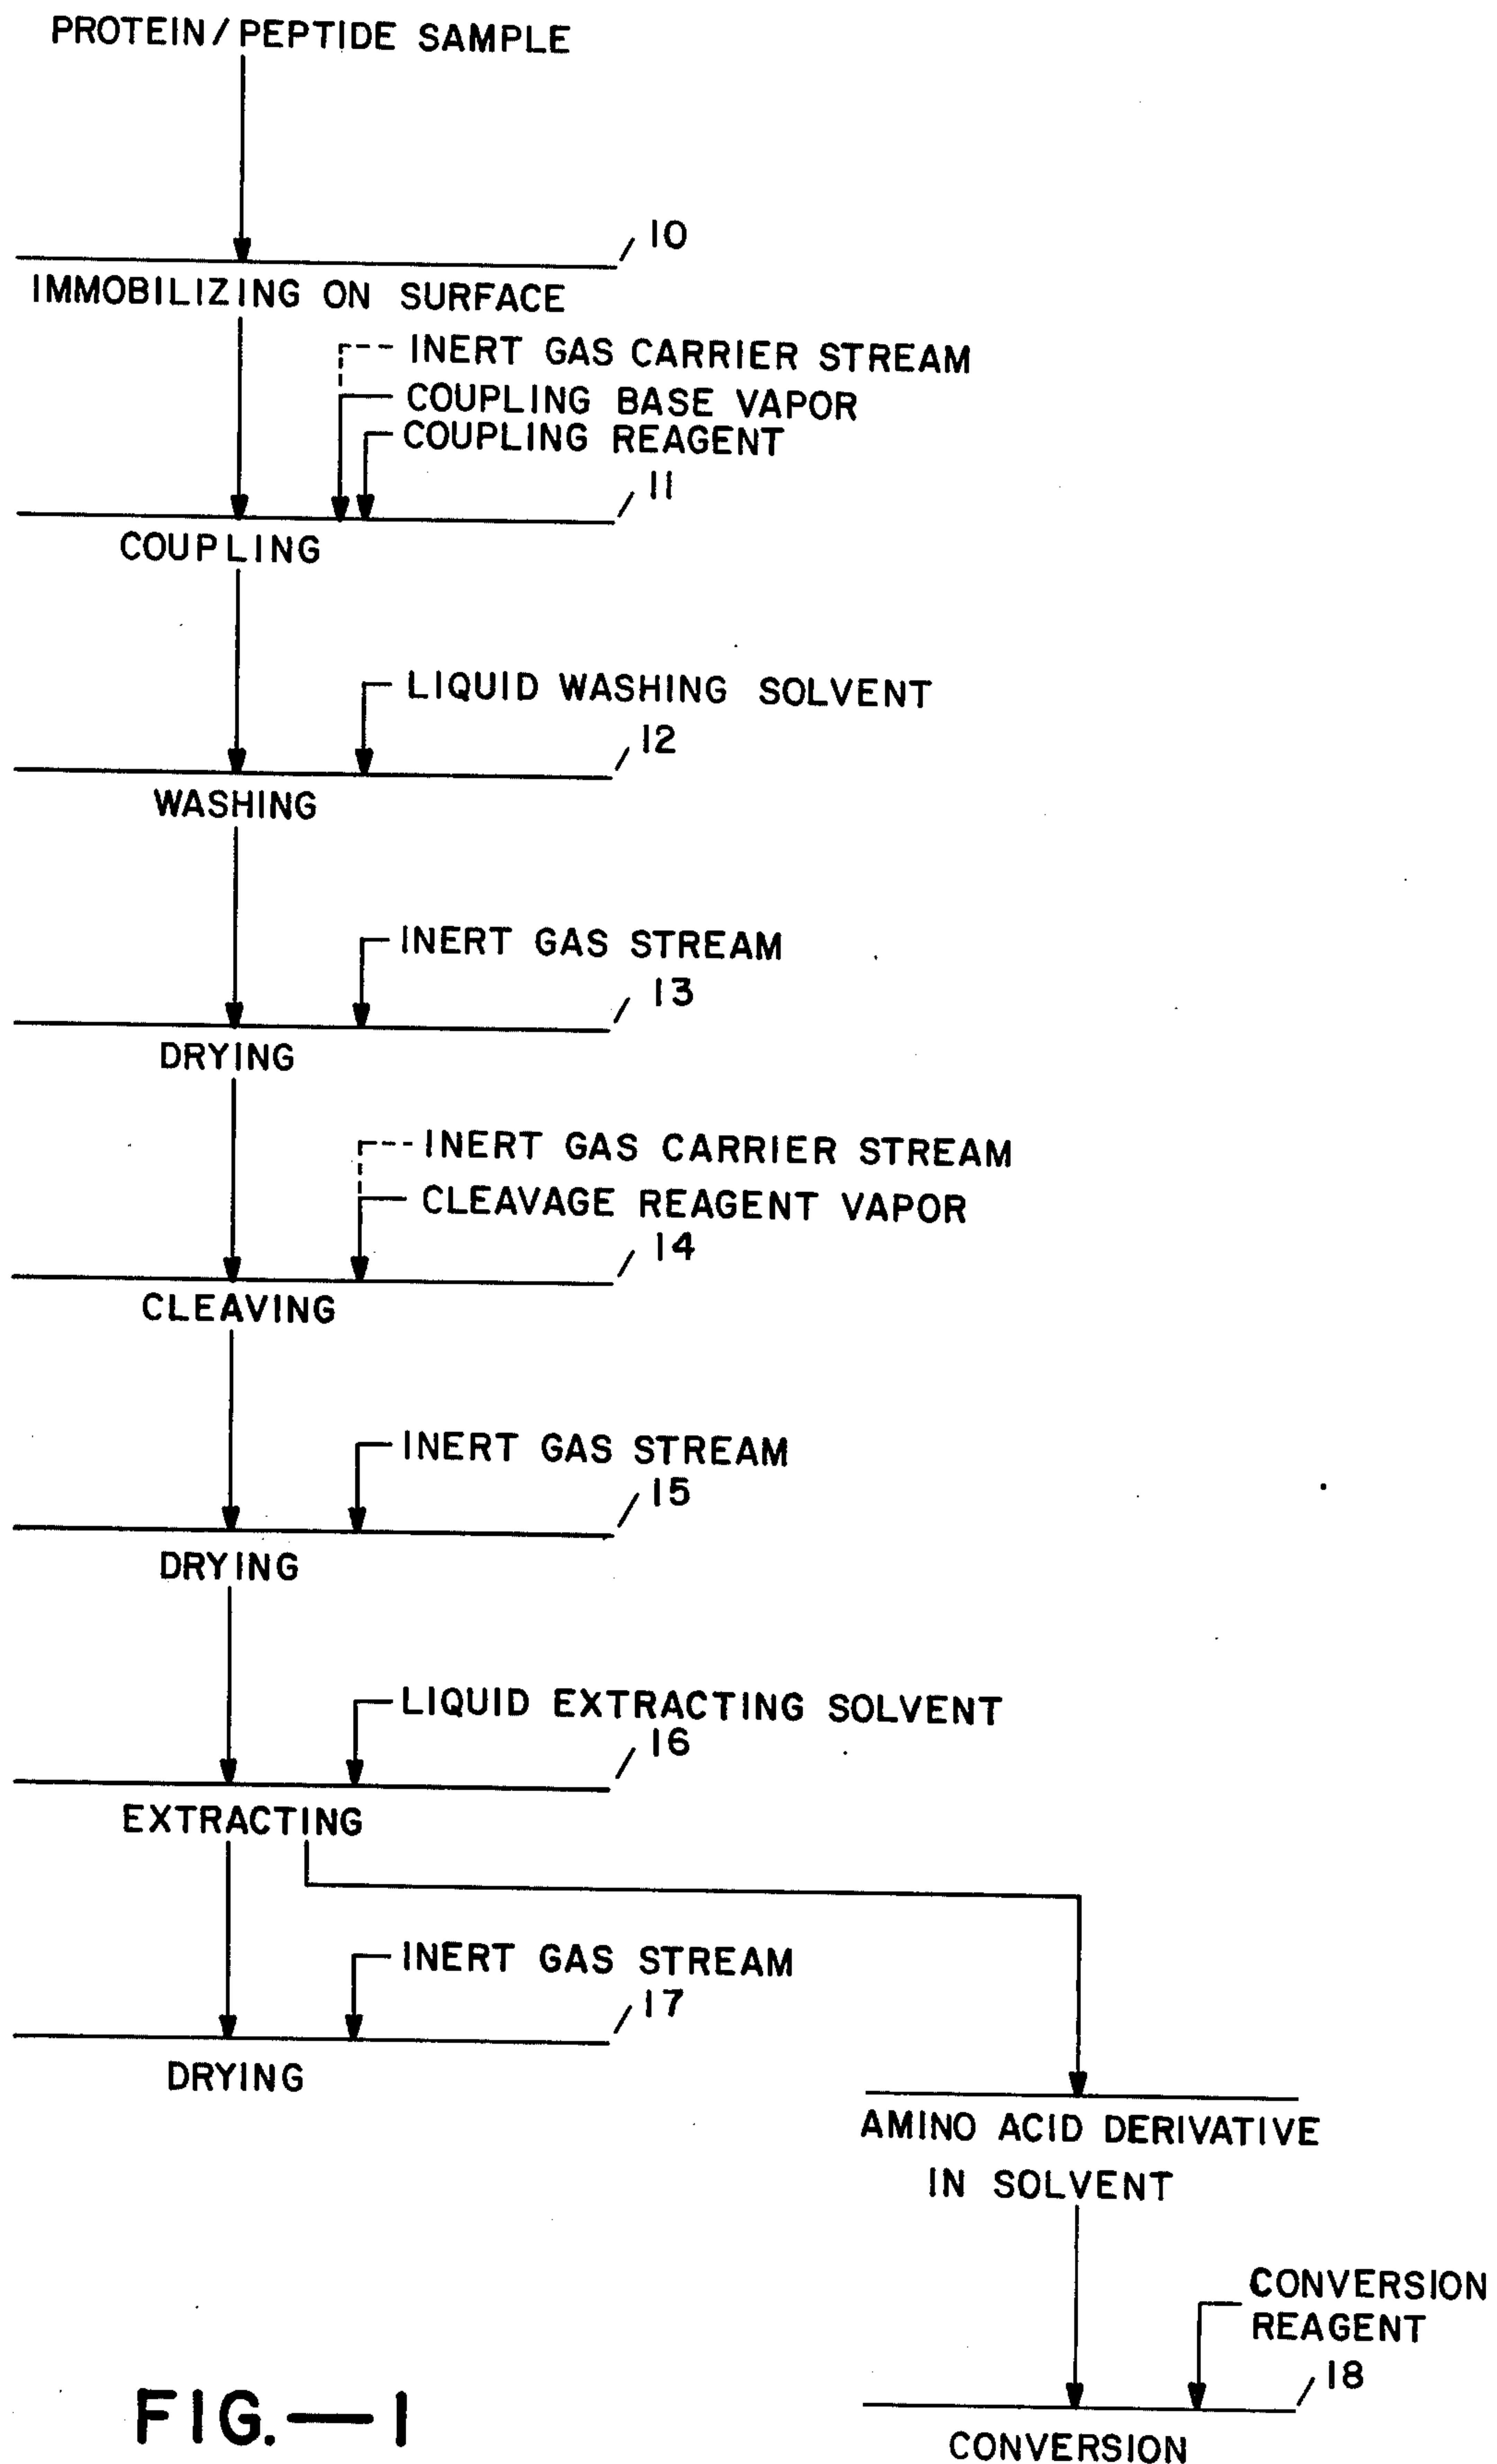 PROTEIN/PEPTIDE SAMPLE
10
IMMOBILIZING ON SURFACE
INERT GAS CARRIER STREAM
COUPLING BASE VAPOR
COUPLING REAGENT
11
COUPLING
LIQUID WASHING SOLVENT
12
WASHING
INERT GAS STREAM
13
DRYING
INERT GAS CARRIER STREAM
CLEAVAGE REAGENT VAPOR
14
CLEAVING
INERT GAS STREAM
15
DRYING
LIQUID EXTRACTING SOLVENT
16
EXTRACTING
INERT GAS STREAM
17
DRYING
AMINO ACID DERIVATIVE
IN SOLVENT
CONVERSION
REAGENT
18
CONVERSION
FIG.—1